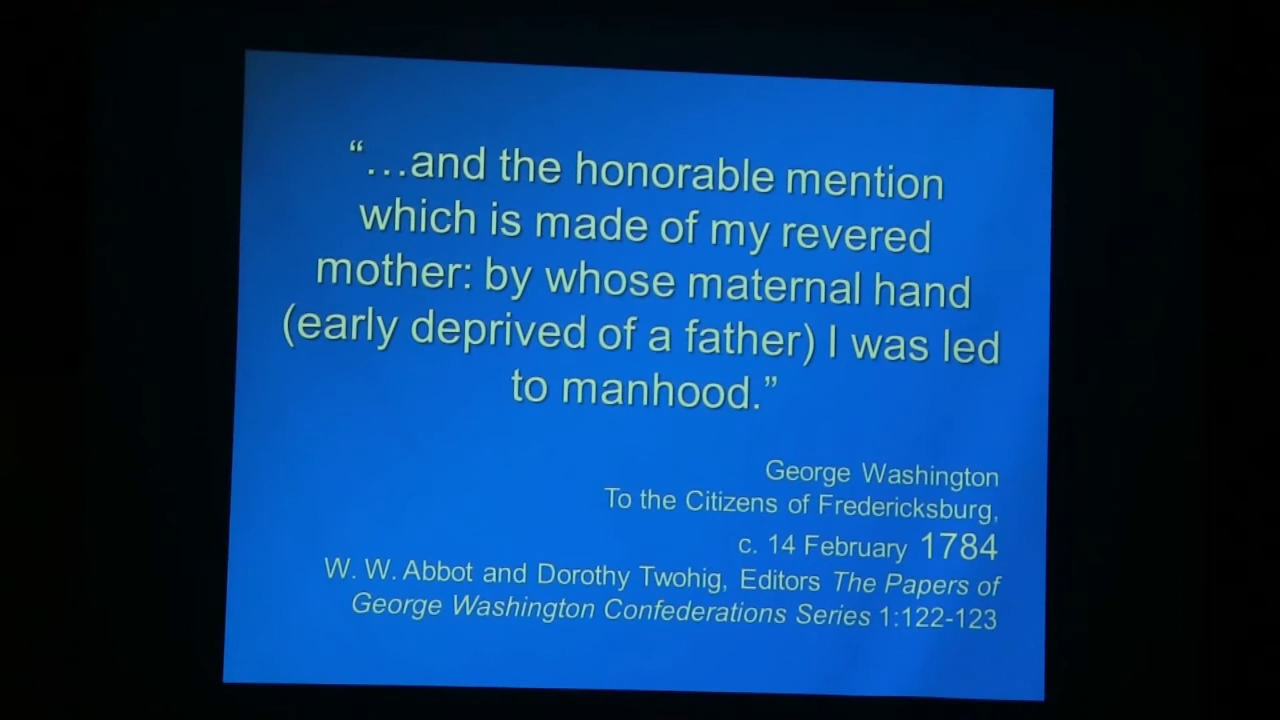 “…and the honorable mention
which is made of my revered
mother: by whose maternal hand
(early deprived of a father) I was led
to manhood.”
George Washington
To the Citizens of Fredericksburg,
c. 14 February 1784
W. W. Abbot and Dorothy Twohig, Editors The Papers of
George Washington Confederations Series 1:122-123